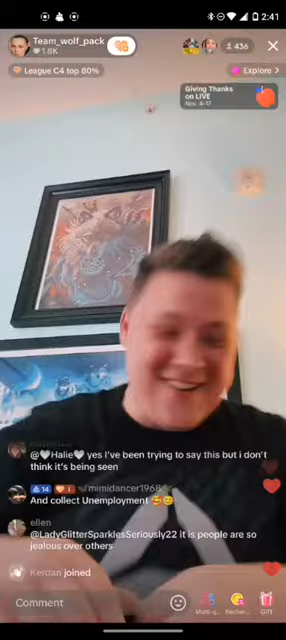 2:41
Team_wolf_pack
1.8K
436
League C4 top 80%
Explore >
Giving Thanks
on LIVE
Nov. 4-17
@🤍Halie🤍 yes I've been trying to say this but i don't
think it's being seen
14
mimidancer1968
And collect Unemployment 🥰😊
ellen
@LadyGlitterSparklesSeriously22 it is people are so
jealous over others
Kerdan joined
Comment
Multi-g...
Rechar...
Gift